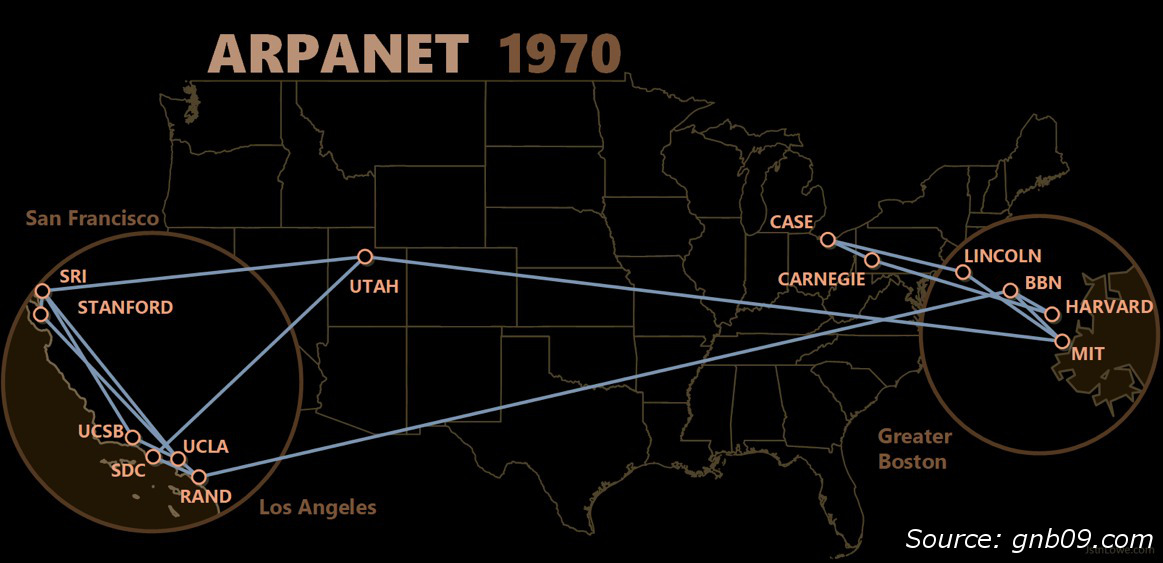 ARPANET 1970
San Francisco
CASE
SRI
LINCOLN
CARNEGIE
UTAH
BBN
STANFORD
HARVARD
MIT
UCSB
UCLA
Greater
Boston
SDC
RAND
Los Angeles
Source: gnb09.com